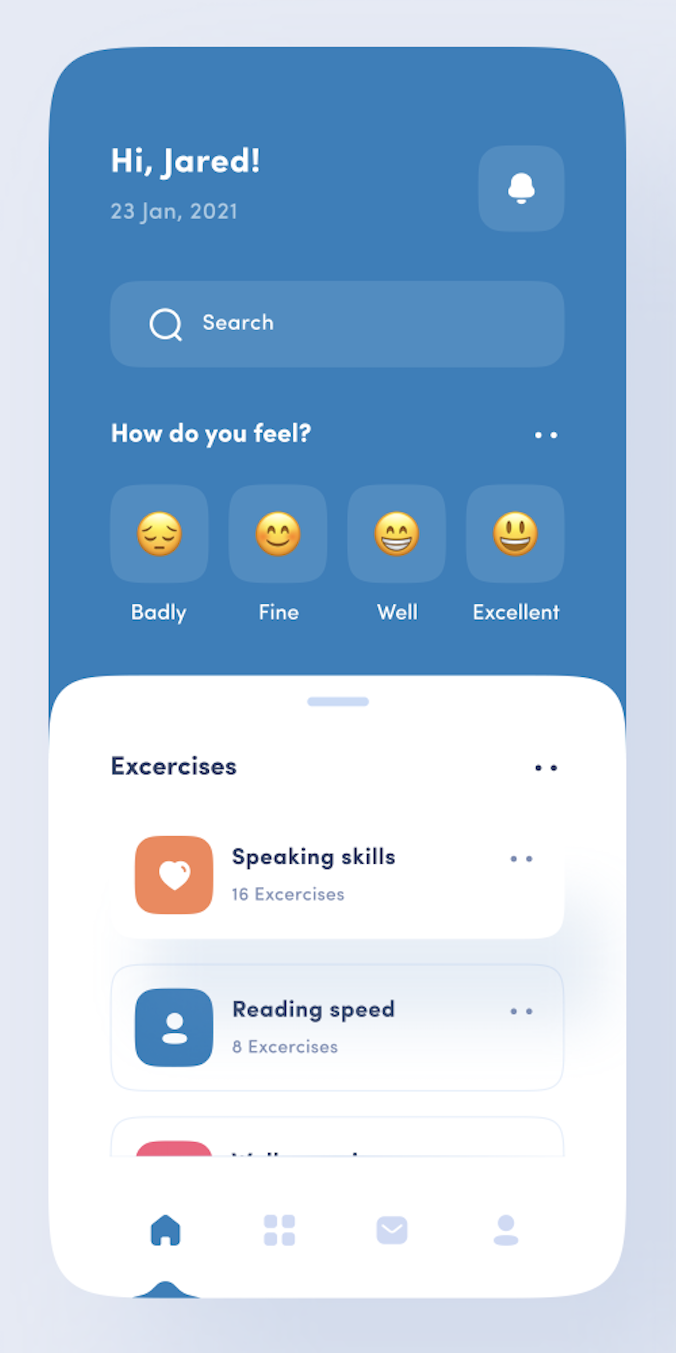 Hi, Jared!
23 Jan, 2021
Search
How do you feel?
Badly Fine Well Excellent
Excercises
Speaking skills
16 Excercises
Reading speed
8 Excercises